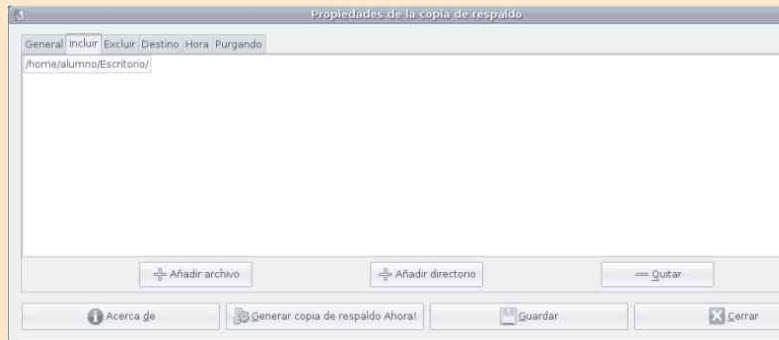 Propiedades de la copia de respaldo
General Incluir Excluir Destino Hora Purgando
/home/alumno/Escritorio/
Añadir archivo Añadir directorio Quitar
Acerca de Generar copia de respaldo Ahora! Guardar Cerrar